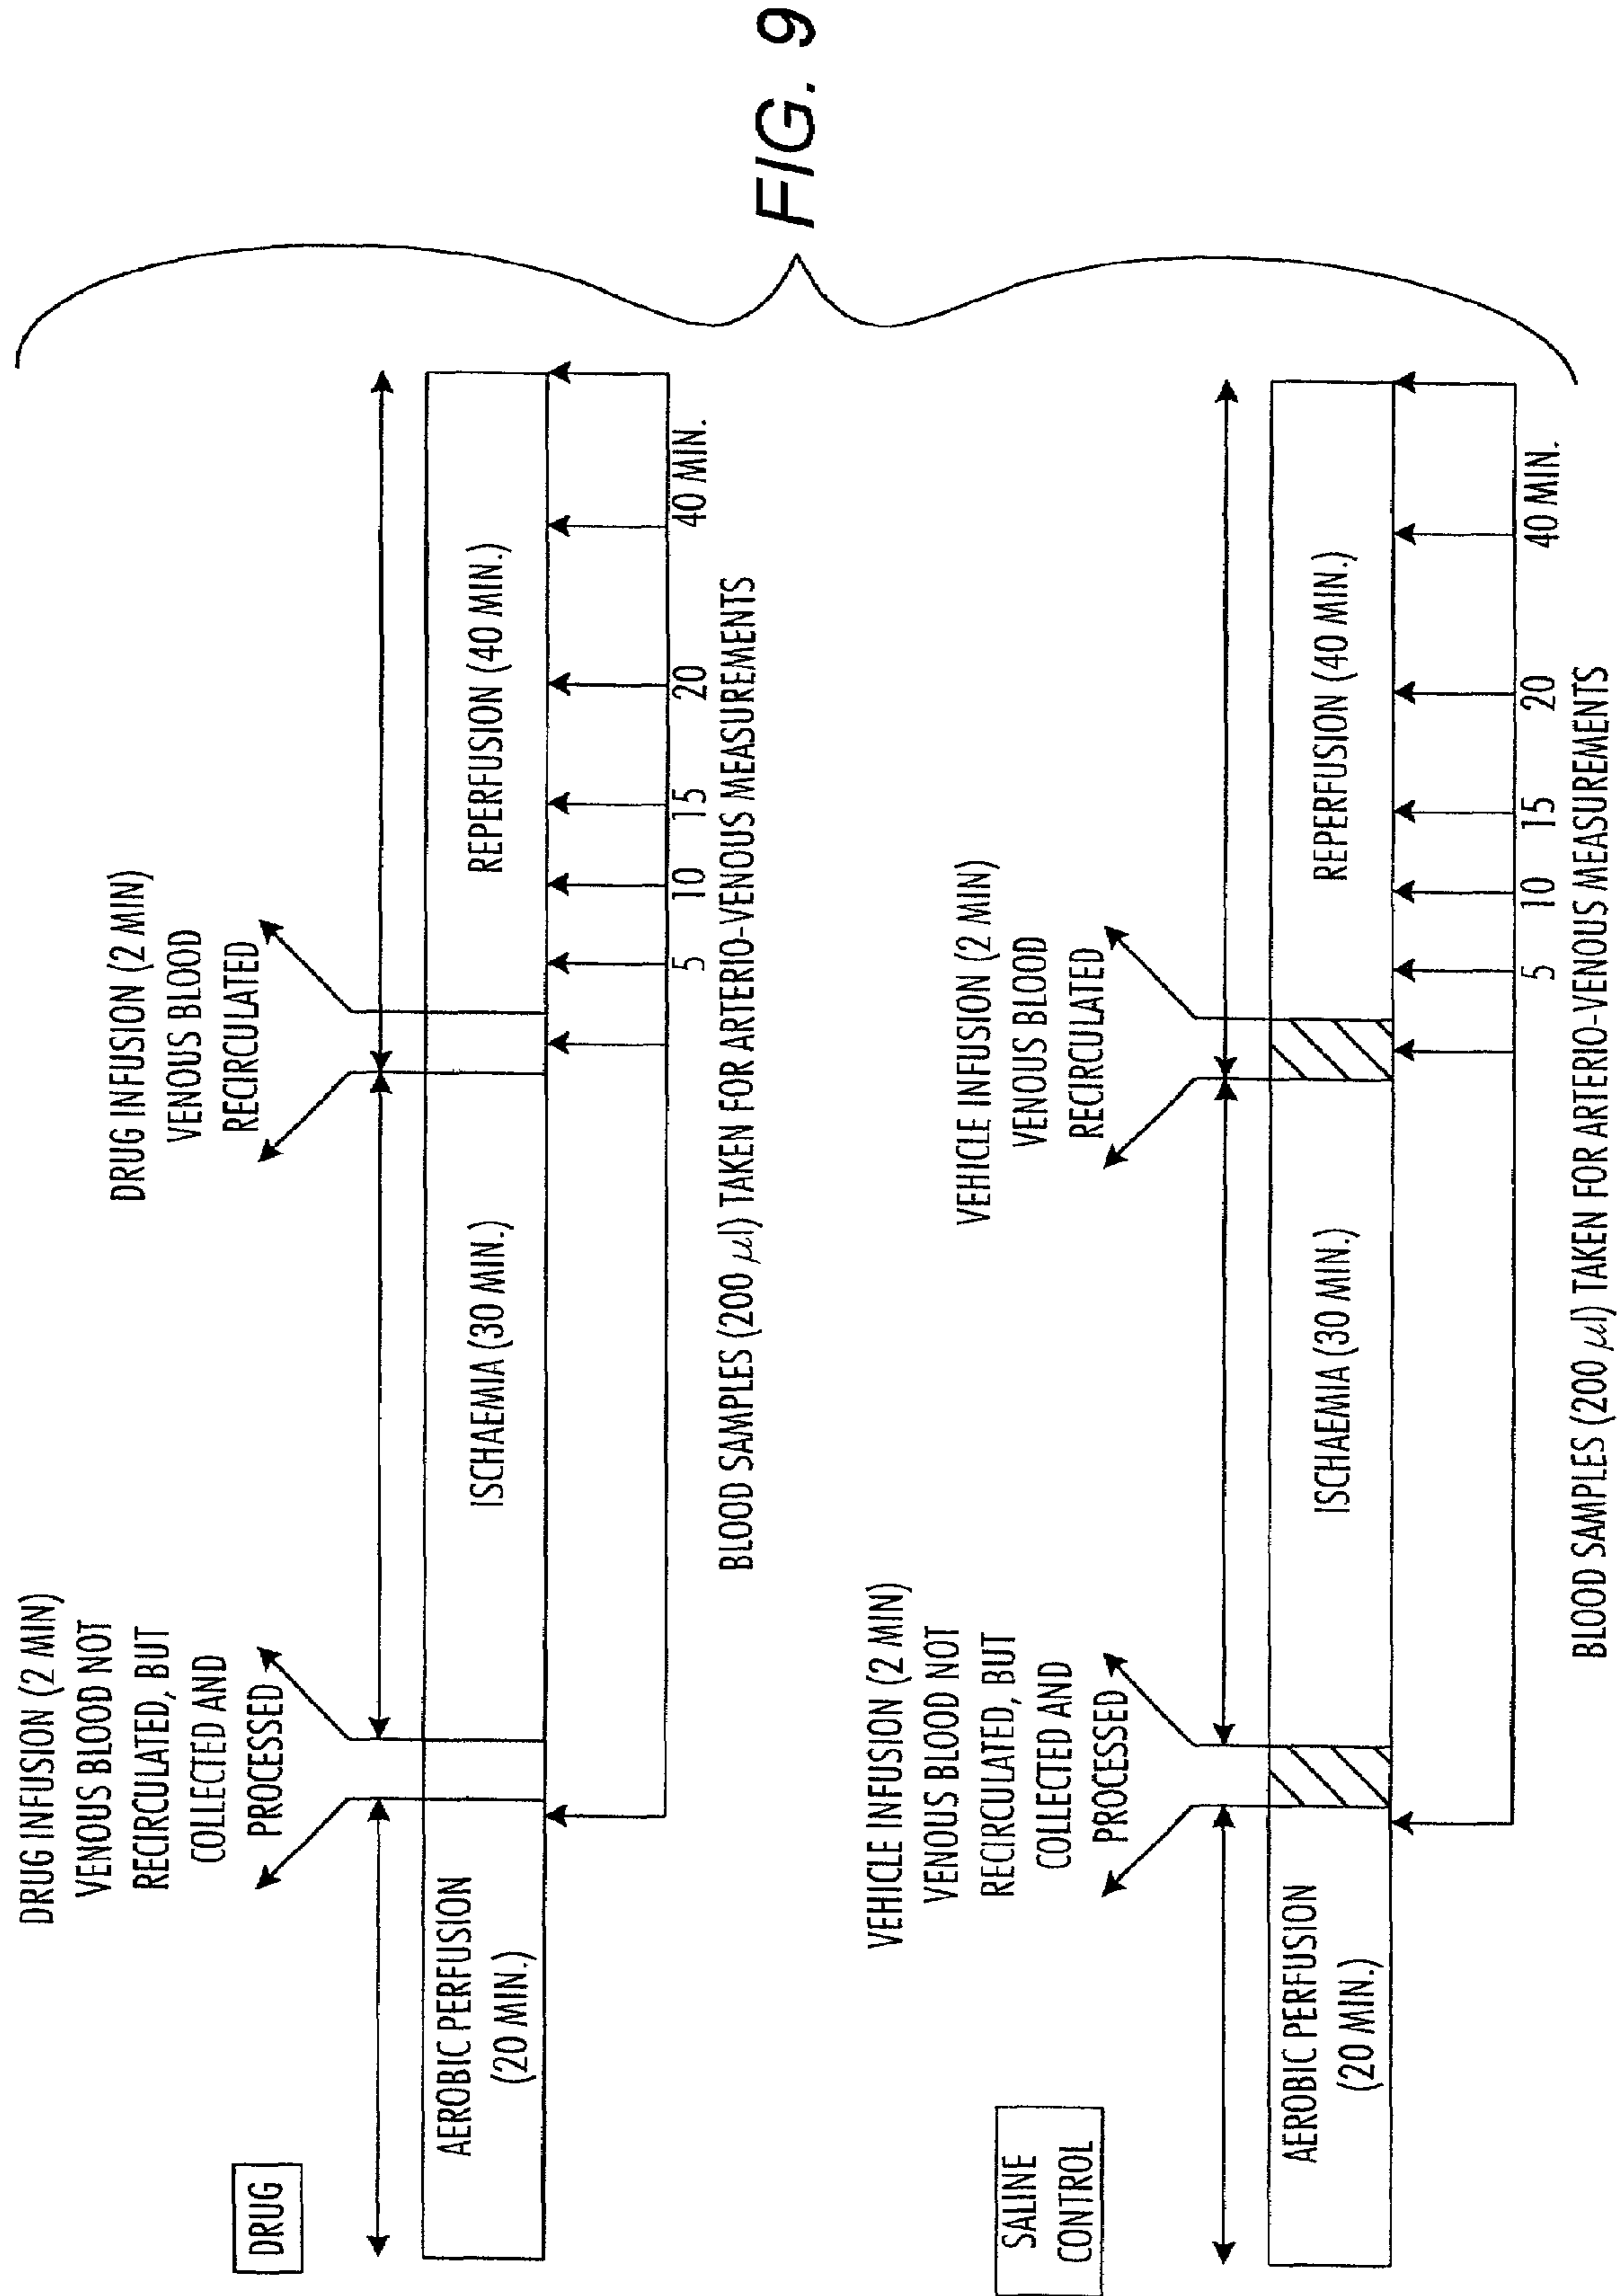 DRUG
DRUG INFUSION (2 MIN)
VENOUS BLOOD NOT
RECIRCULATED, BUT
COLLECTED AND
PROCESSED
DRUG INFUSION (2 MIN)
VENOUS BLOOD
RECIRCULATED
AEROBIC PERFUSION
(20 MIN.)
ISCHAEMIA (30 MIN.)
REPERFUSION (40 MIN.)
5 10 15 20 40 MIN.
BLOOD SAMPLES (200 µl) TAKEN FOR ARTERIO-VENOUS MEASUREMENTS
SALINE
CONTROL
VEHICLE INFUSION (2 MIN)
VENOUS BLOOD NOT
RECIRCULATED, BUT
COLLECTED AND
PROCESSED
VEHICLE INFUSION (2 MIN)
VENOUS BLOOD
RECIRCULATED
AEROBIC PERFUSION
(20 MIN.)
ISCHAEMIA (30 MIN.)
REPERFUSION (40 MIN.)
5 10 15 20 40 MIN.
BLOOD SAMPLES (200 µl) TAKEN FOR ARTERIO-VENOUS MEASUREMENTS
FIG. 9